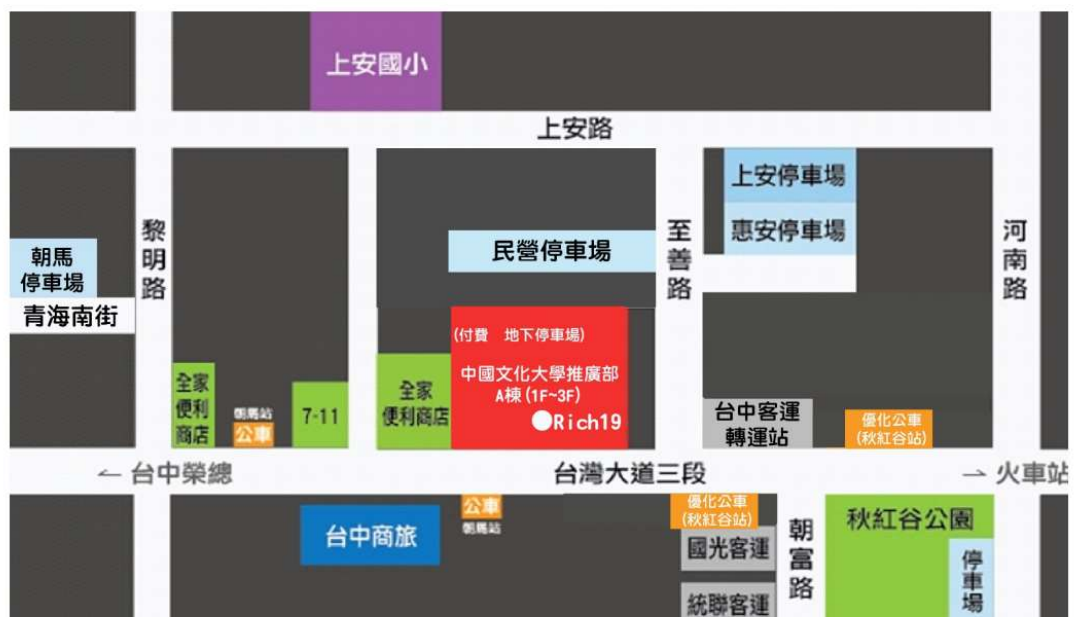 上安國小
上安路
上安停車場
惠安停車場
黎明路
至善路
河南路
民營停車場
朝馬
停車場
青海南街
(付費 地下停車場)
中國文化大學推廣部
A棟(1F~3F)
Rich19
全家
便利
商店
朝馬站
公車
7-11
全家
便利商店
台中客運
轉運站
優化公車
(秋紅谷站)
← 台中榮總
台灣大道三段
→ 火車站
台中商旅
公車
朝馬站
優化公車
(秋紅谷站)
國光客運
統聯客運
朝富路
秋紅谷公園
停車場